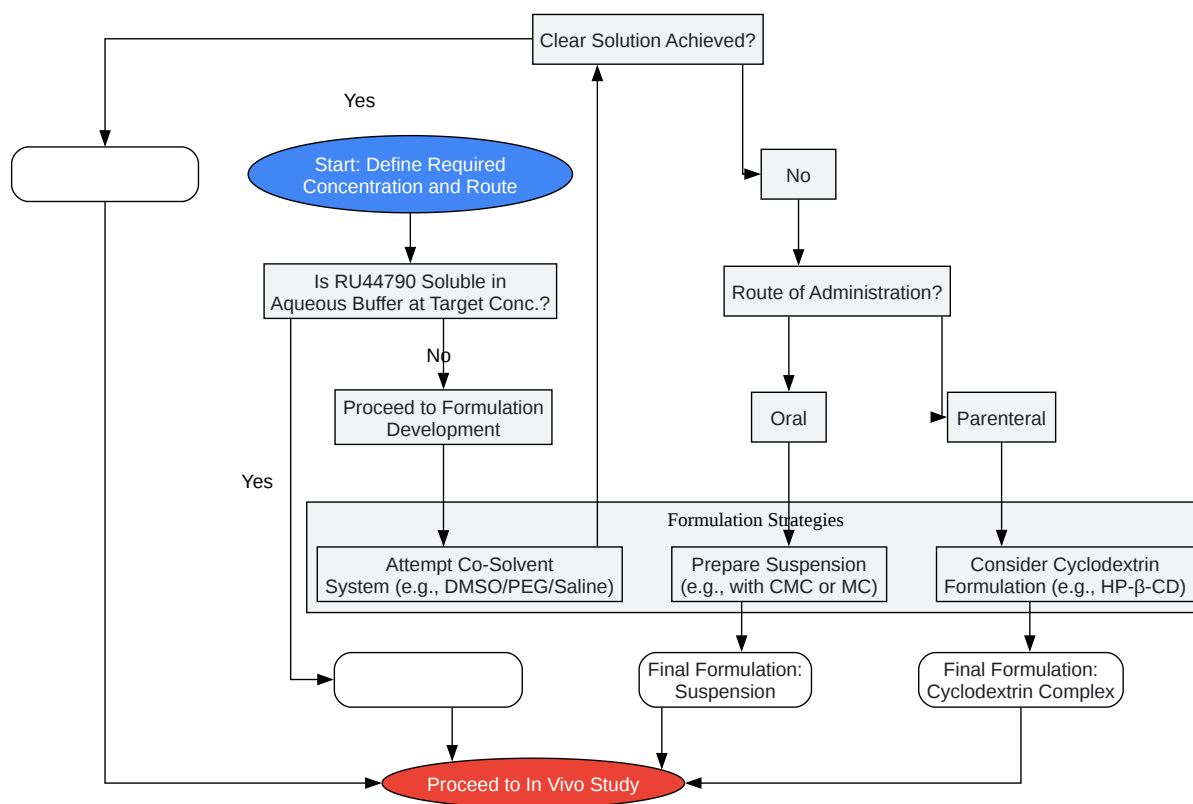 Clear Solution Achieved?
Yes
Start: Define Required
Concentration and Route
No
Is RU44790 Soluble in
Aqueous Buffer at Target Conc.?
Route of Administration?
No
Proceed to Formulation
Development
Oral
Parenteral
Yes
Formulation Strategies
Attempt Co-Solvent
System (e.g., DMSO/PEG/Saline)
Prepare Suspension
(e.g., with CMC or MC)
Consider Cyclodextrin
Formulation (e.g., HP-β-CD)
Final Formulation:
Suspension
Final Formulation:
Cyclodextrin Complex
Proceed to In Vivo Study